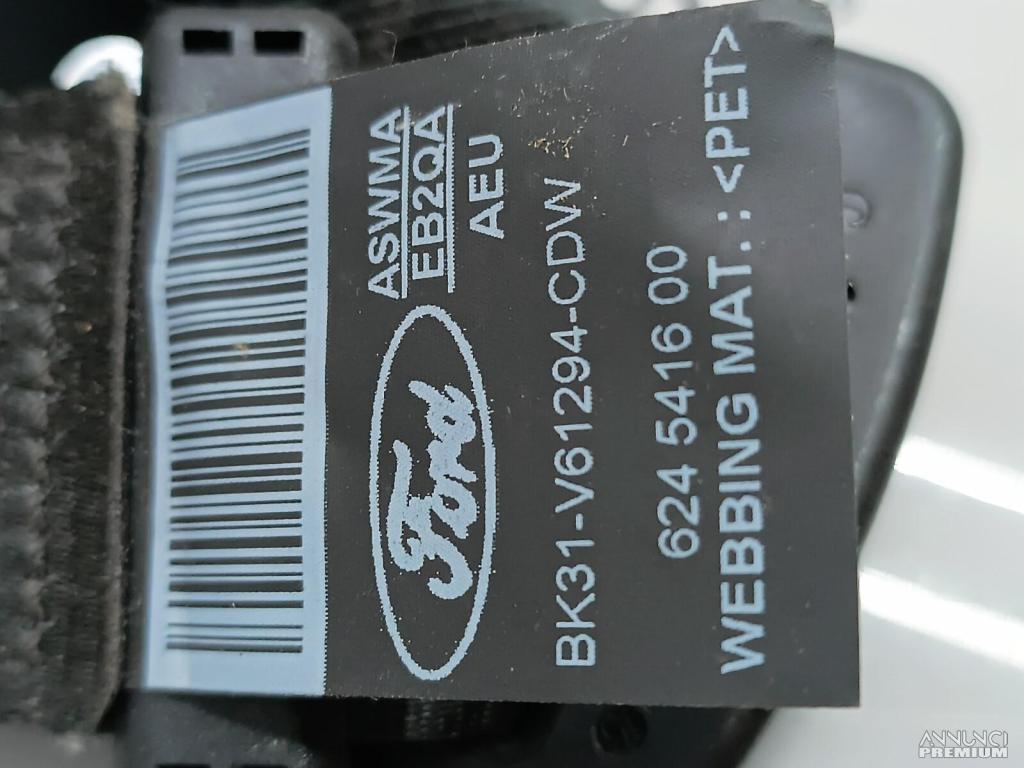 ASWMA
EB2QA
AEU
Ford
BK31-V61294-CDW
624 5416 00
WEBBING MAT.: <PET>
ANNUNCI
PREMIUM